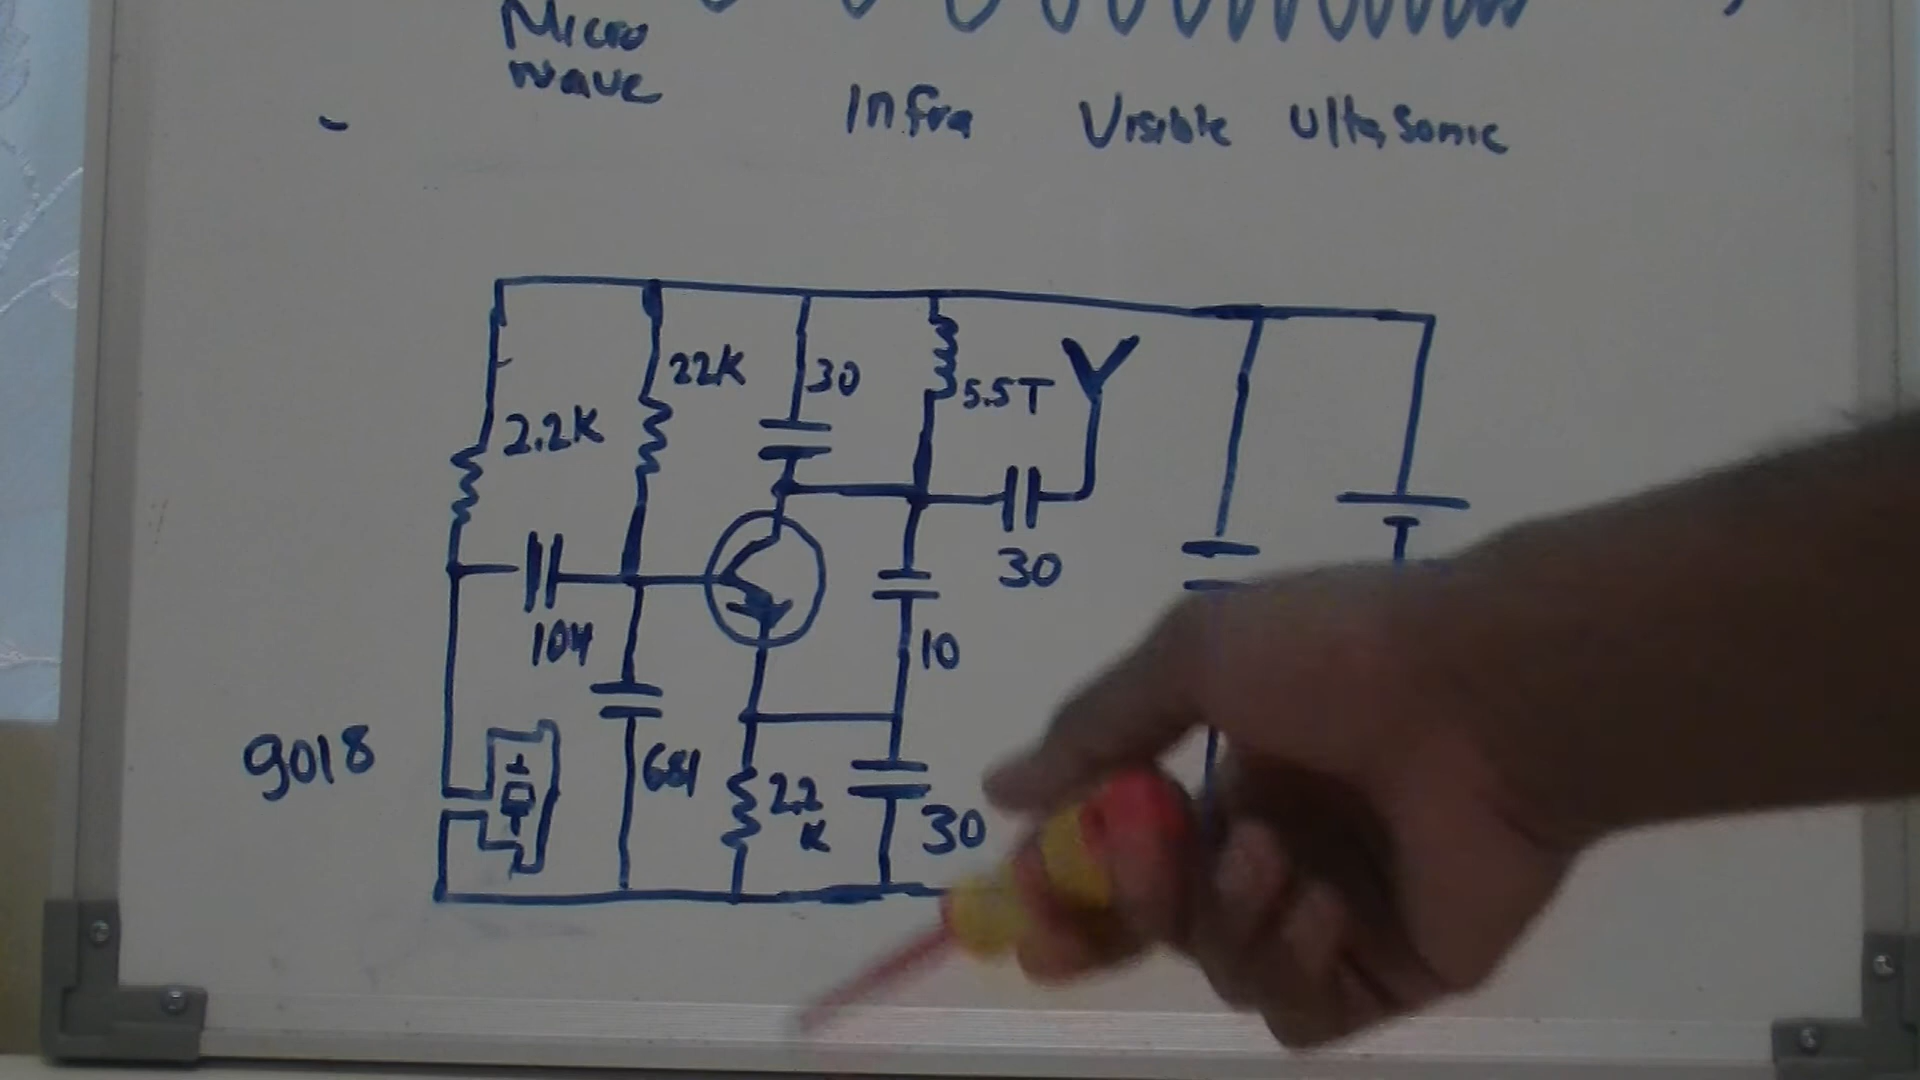 Micro
wave
Infra Visible Ultrasonic
22K
30
5.5T
2.2K
30
104
10
9018
681
2.2
K
30